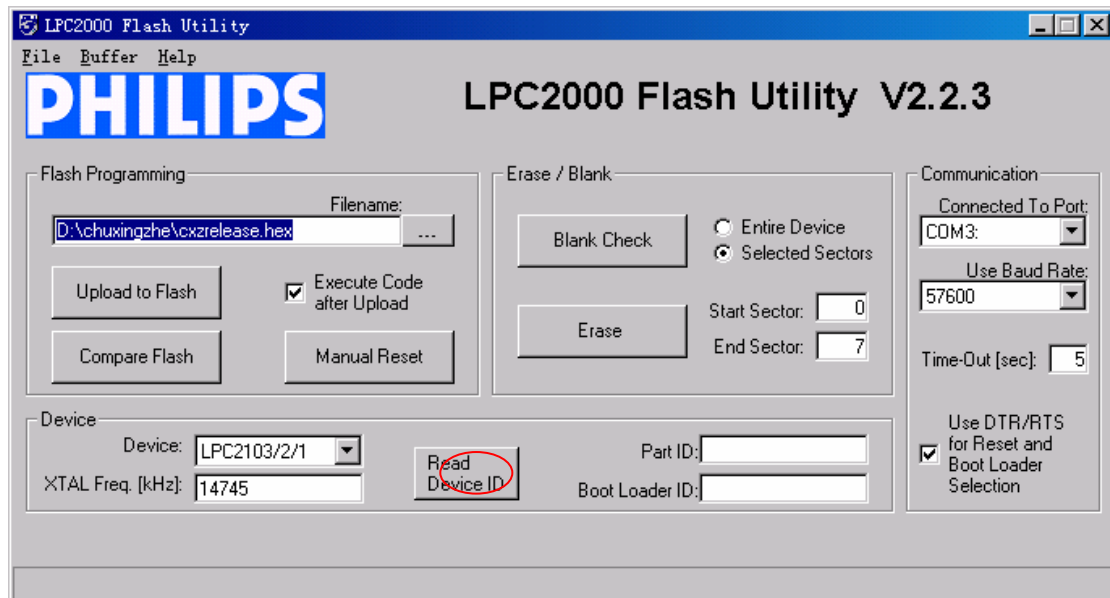 LPC2000 Flash Utility
File Buffer Help
PHILIPS
LPC2000 Flash Utility V2.2.3
Flash Programming
Filename:
D:\chuxingzhe\cxzrelease.hex
...
Upload to Flash
Execute Code
after Upload
Compare Flash
Manual Reset
Erase / Blank
Blank Check
Entire Device
Selected Sectors
Erase
Start Sector: 0
End Sector: 7
Communication
Connected To Port:
COM3:
Use Baud Rate:
57600
Time-Out [sec]: 5
Use DTR/RTS
for Reset and
Boot Loader
Selection
Device
Device: LPC2103/2/1
XTAL Freq. [kHz]: 14745
Read
Device ID
Part ID:
Boot Loader ID: